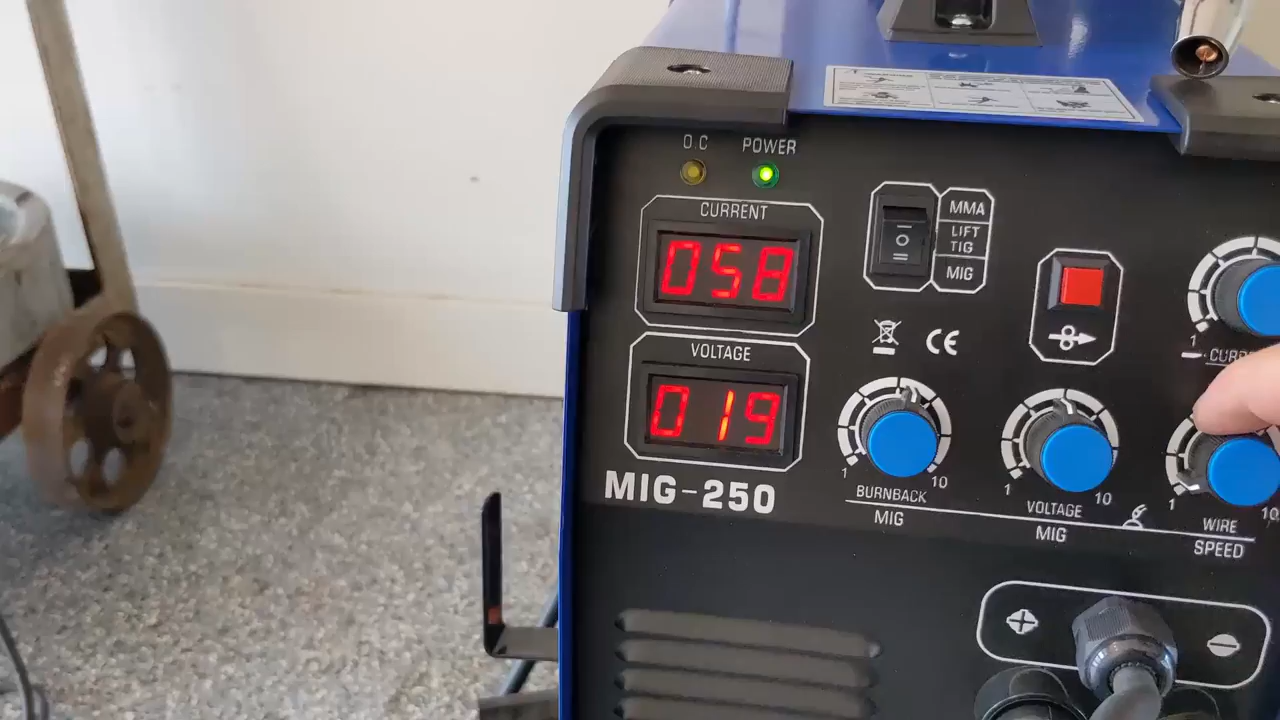 O.C POWER
CURRENT
058
VOLTAGE
019
MIG-250
MMA
LIFT
TIG
MIG
CE
1
1 10
BURNBACK
MIG
1 10
VOLTAGE
MIG
1 10
WIRE
SPEED